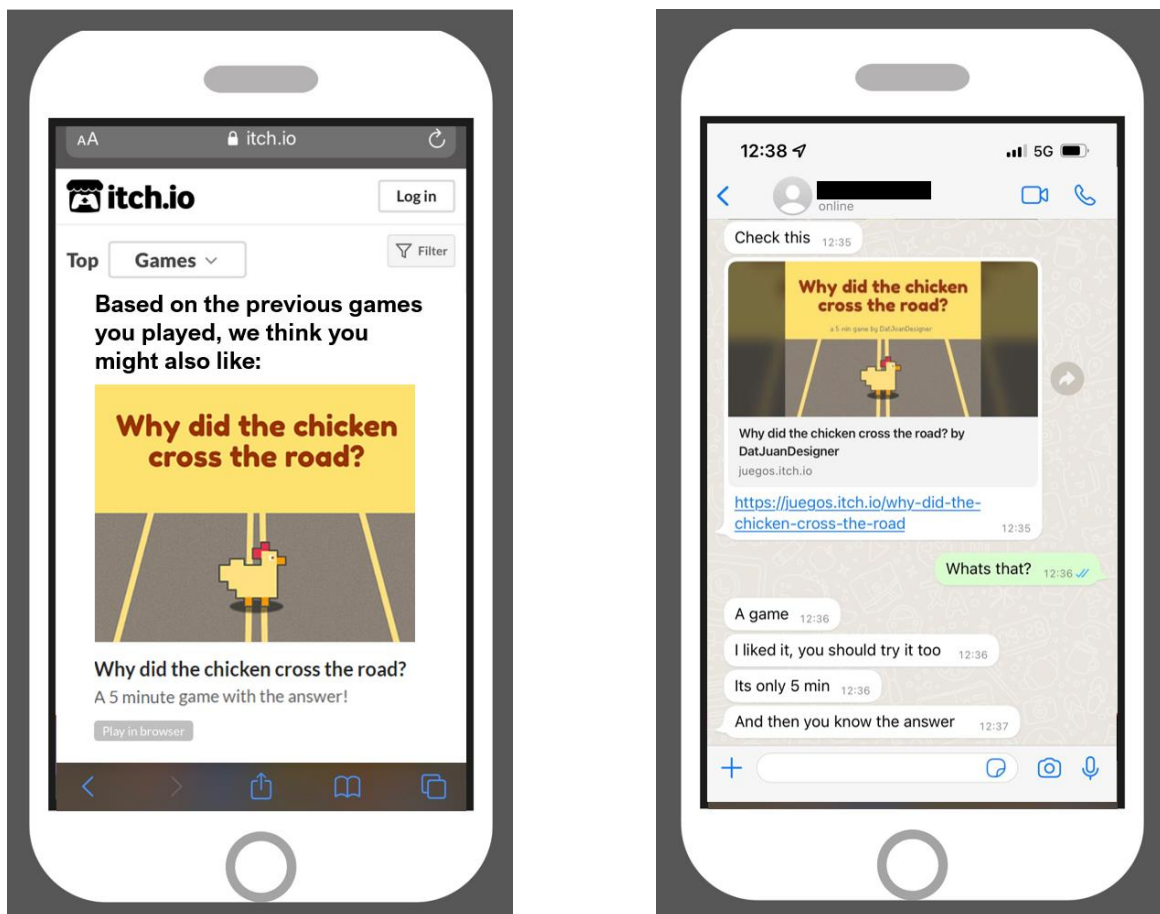 AA itch.io
itch.io Log in
Top Games Filter
Based on the previous games
you played, we think you
might also like:
Why did the chicken
cross the road?
Why did the chicken cross the road?
A 5 minute game with the answer!
Play in browser
12:38 5G
online
Check this 12:35
Why did the chicken
cross the road?
a 5 min game by DatJuanDesigner
Why did the chicken cross the road? by
DatJuanDesigner
juegos.itch.io
https://juegos.itch.io/why-did-the-
chicken-cross-the-road 12:35
Whats that? 12:36
A game 12:36
I liked it, you should try it too 12:36
Its only 5 min 12:36
And then you know the answer 12:37